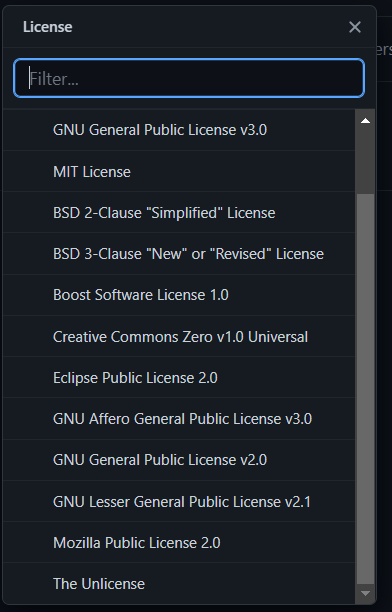 License
ers
Filter...
GNU General Public License v3.0
MIT License
BSD 2-Clause "Simplified" License
BSD 3-Clause "New" or "Revised" License
Boost Software License 1.0
Creative Commons Zero v1.0 Universal
Eclipse Public License 2.0
GNU Affero General Public License v3.0
GNU General Public License v2.0
GNU Lesser General Public License v2.1
Mozilla Public License 2.0
The Unlicense